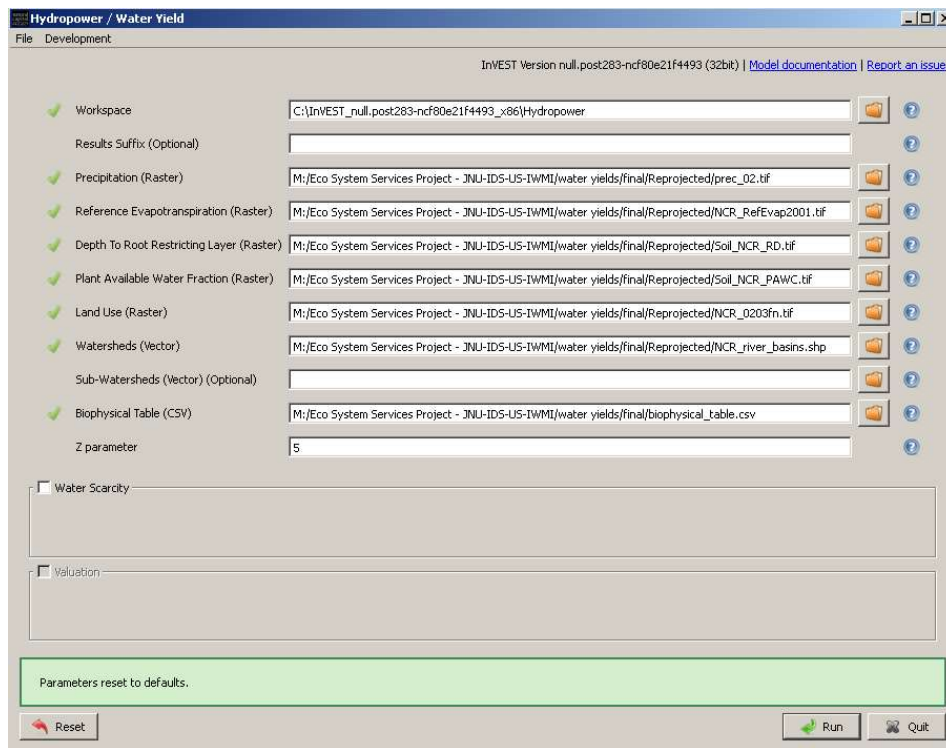 Hydropower / Water Yield
File Development
InVEST Version null.post283-ncf80e21f4493 (32bit) | Model documentation | Report an issue
Workspace C:\InVEST_null.post283-ncf80e21f4493_x86\Hydropower
Results Suffix (Optional)
Precipitation (Raster) M:/Eco System Services Project - JNU-IDS-US-IWMI/water yields/final/Reprojected/prec_02.tif
Reference Evapotranspiration (Raster) M:/Eco System Services Project - JNU-IDS-US-IWMI/water yields/final/Reprojected/NCR_RefEvap2001.tif
Depth To Root Restricting Layer (Raster) M:/Eco System Services Project - JNU-IDS-US-IWMI/water yields/final/Reprojected/Soil_NCR_RD.tif
Plant Available Water Fraction (Raster) M:/Eco System Services Project - JNU-IDS-US-IWMI/water yields/final/Reprojected/Soil_NCR_PAWC.tif
Land Use (Raster) M:/Eco System Services Project - JNU-IDS-US-IWMI/water yields/final/Reprojected/NCR_0203fn.tif
Watersheds (Vector) M:/Eco System Services Project - JNU-IDS-US-IWMI/water yields/final/Reprojected/NCR_river_basins.shp
Sub-Watersheds (Vector) (Optional)
Biophysical Table (CSV) M:/Eco System Services Project - JNU-IDS-US-IWMI/water yields/final/biophysical_table.csv
Z parameter 5
Water Scarcity
Valuation
Parameters reset to defaults.
Reset Run Quit